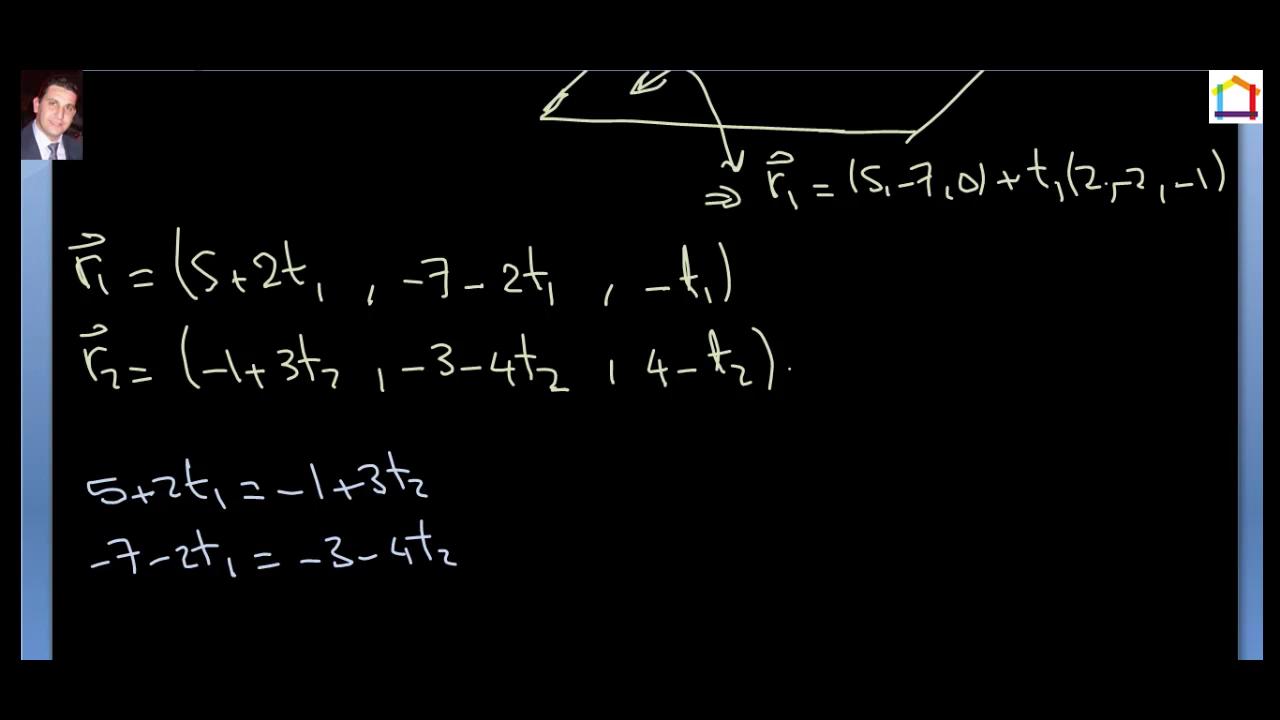 ⇒ r⃗₁ = (5, -7, 0) + t₁(2, -2, -1)
r⃗₁ = (5+2t₁ , -7-2t₁ , -t₁)
r⃗₂ = (-1+3t₂ , -3-4t₂ , 4-t₂).
5+2t₁ = -1+3t₂
-7-2t₁ = -3-4t₂